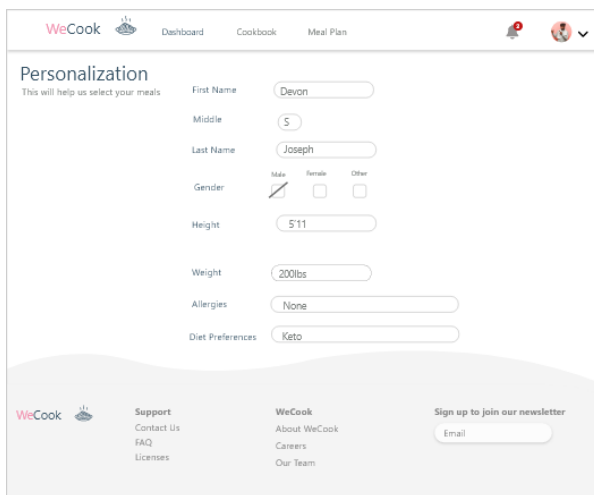 WeCook Dashboard Cookbook Meal Plan 2
Personalization
This will help us select your meals
First Name Devon
Middle S
Last Name Joseph
Male Female Other
Gender
Height 5'11
Weight 200lbs
Allergies None
Diet Preferences Keto
WeCook
Support
Contact Us
FAQ
Licenses
WeCook
About WeCook
Careers
Our Team
Sign up to join our newsletter
Email